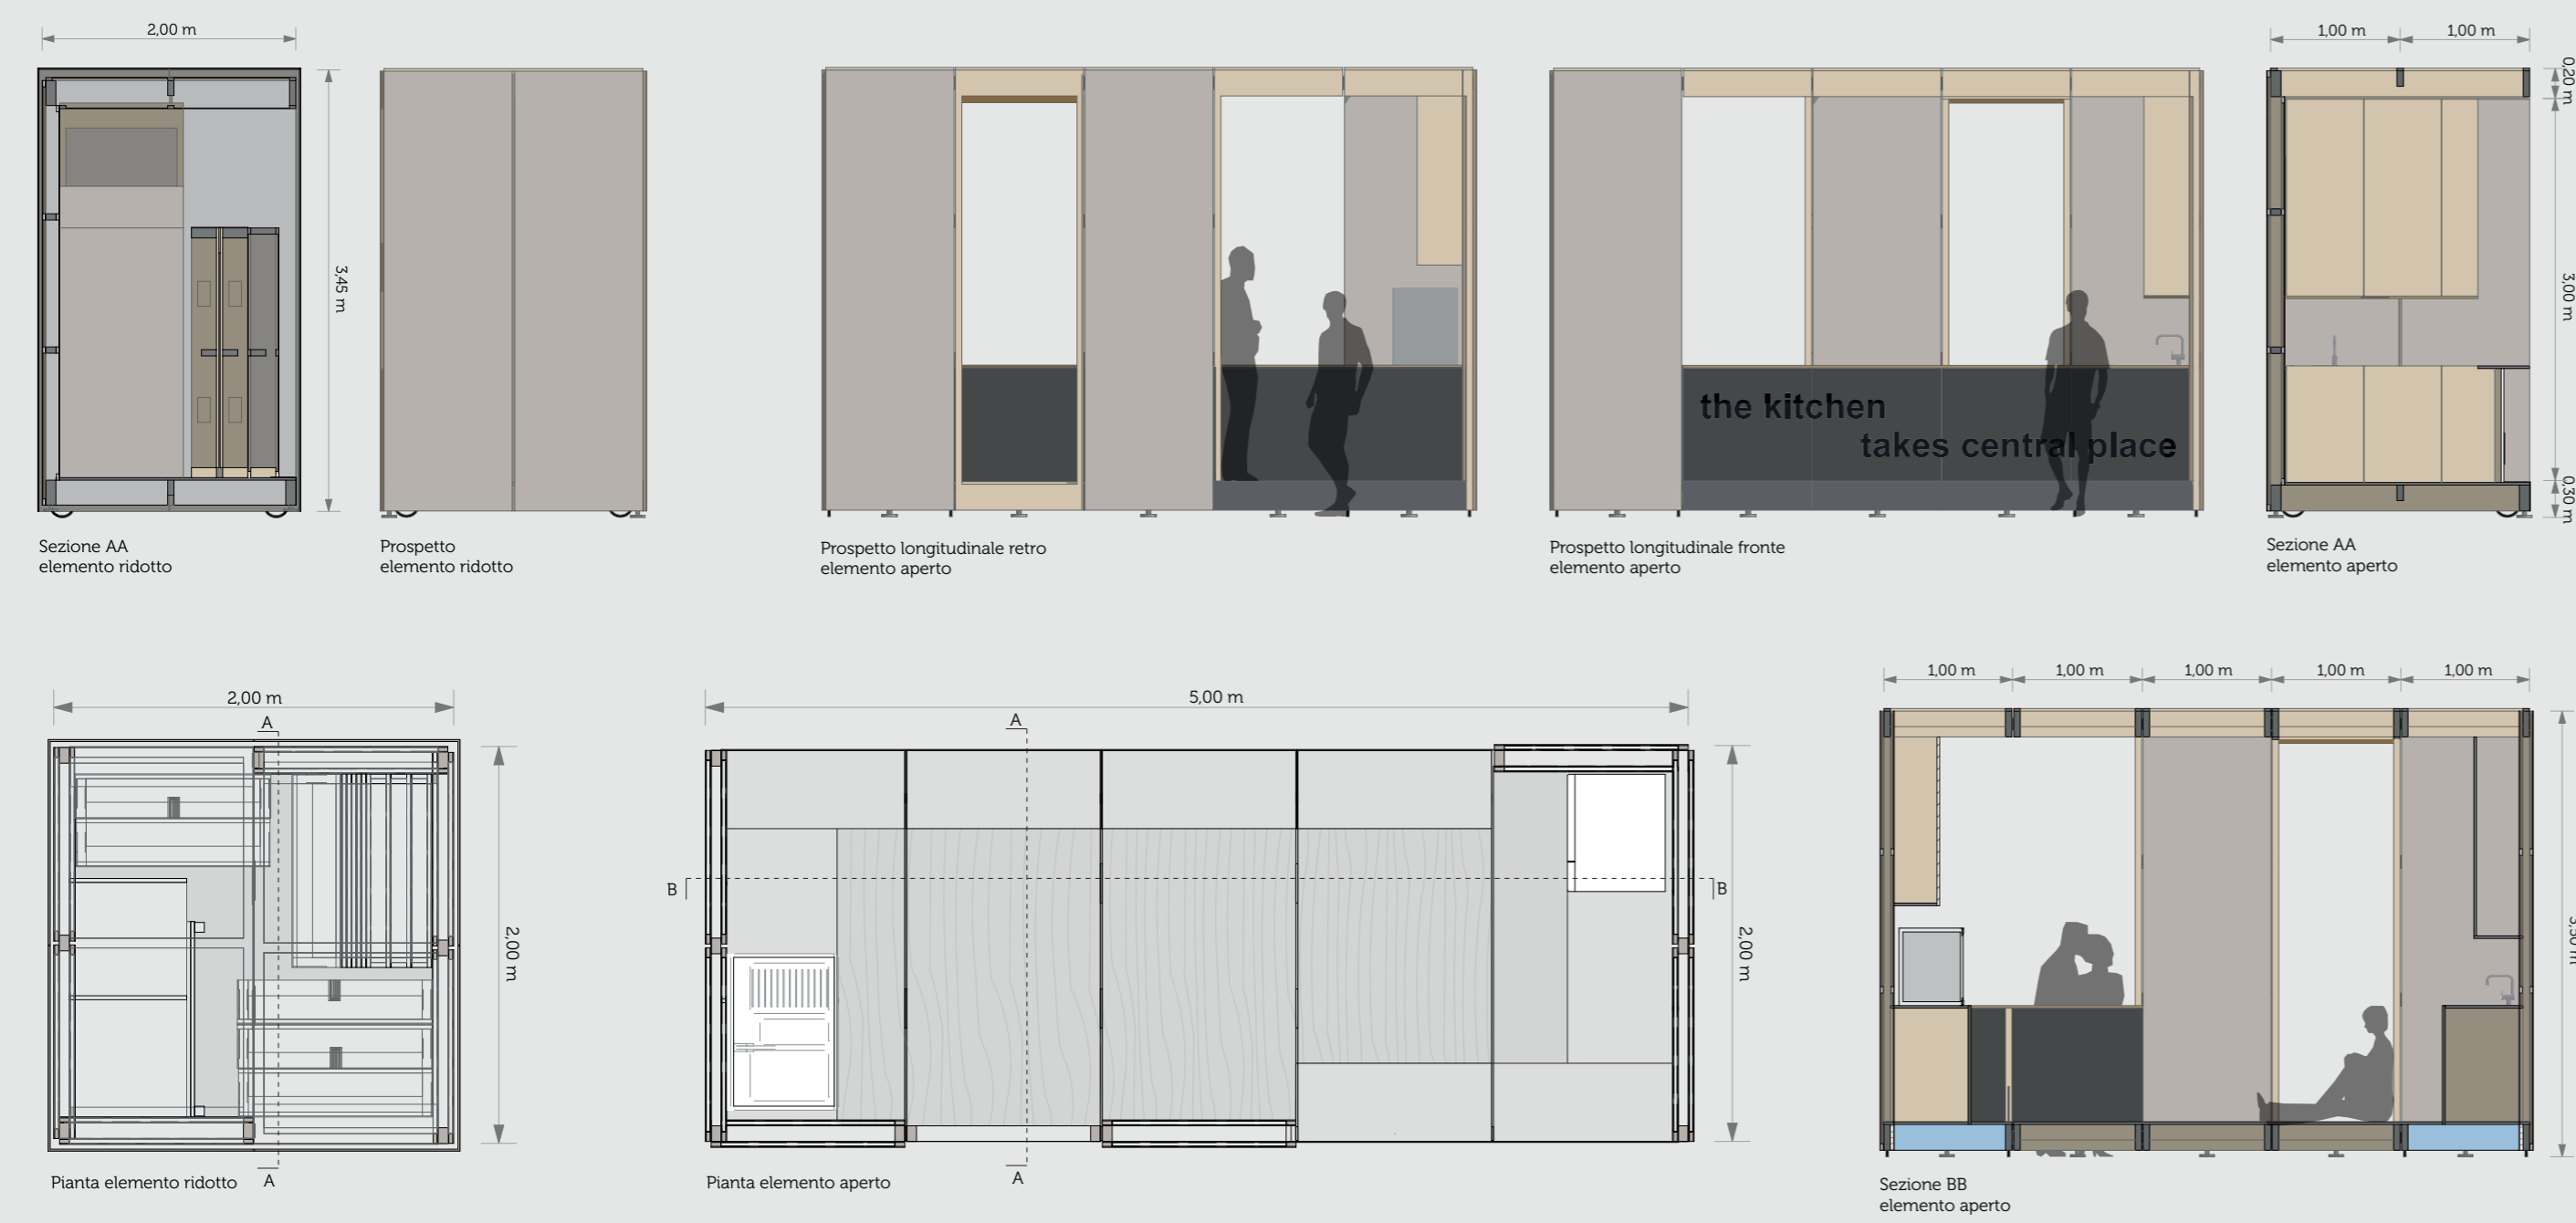 2,00 m
3,45 m
Sezione AA
elemento ridotto
Prospetto
elemento ridotto
Prospetto longitudinale retro
elemento aperto
the kitchen
takes central place
Prospetto longitudinale fronte
elemento aperto
1,00 m 1,00 m
0,20 m
3,00 m
0,30 m
Sezione AA
elemento aperto
2,00 m
A
2,00 m
A
Pianta elemento ridotto
5,00 m
A
B B
2,00 m
A
Pianta elemento aperto
1,00 m 1,00 m 1,00 m 1,00 m 1,00 m
Sezione BB
elemento aperto